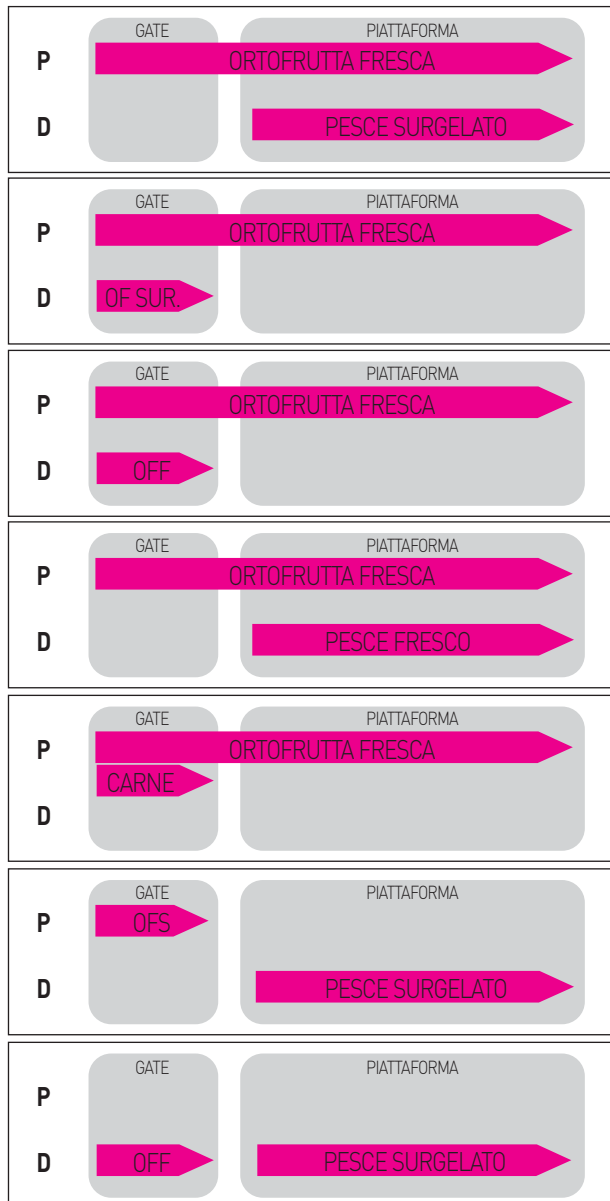 GATE PIATTAFORMA
P ORTOFRUTTA FRESCA
D PESCE SURGELATO
GATE PIATTAFORMA
P ORTOFRUTTA FRESCA
D OF SUR.
GATE PIATTAFORMA
P ORTOFRUTTA FRESCA
D OFF
GATE PIATTAFORMA
P ORTOFRUTTA FRESCA
D PESCE FRESCO
GATE PIATTAFORMA
P ORTOFRUTTA FRESCA
CARNE
D
GATE PIATTAFORMA
P OFS
D PESCE SURGELATO
GATE PIATTAFORMA
P
D OFF PESCE SURGELATO